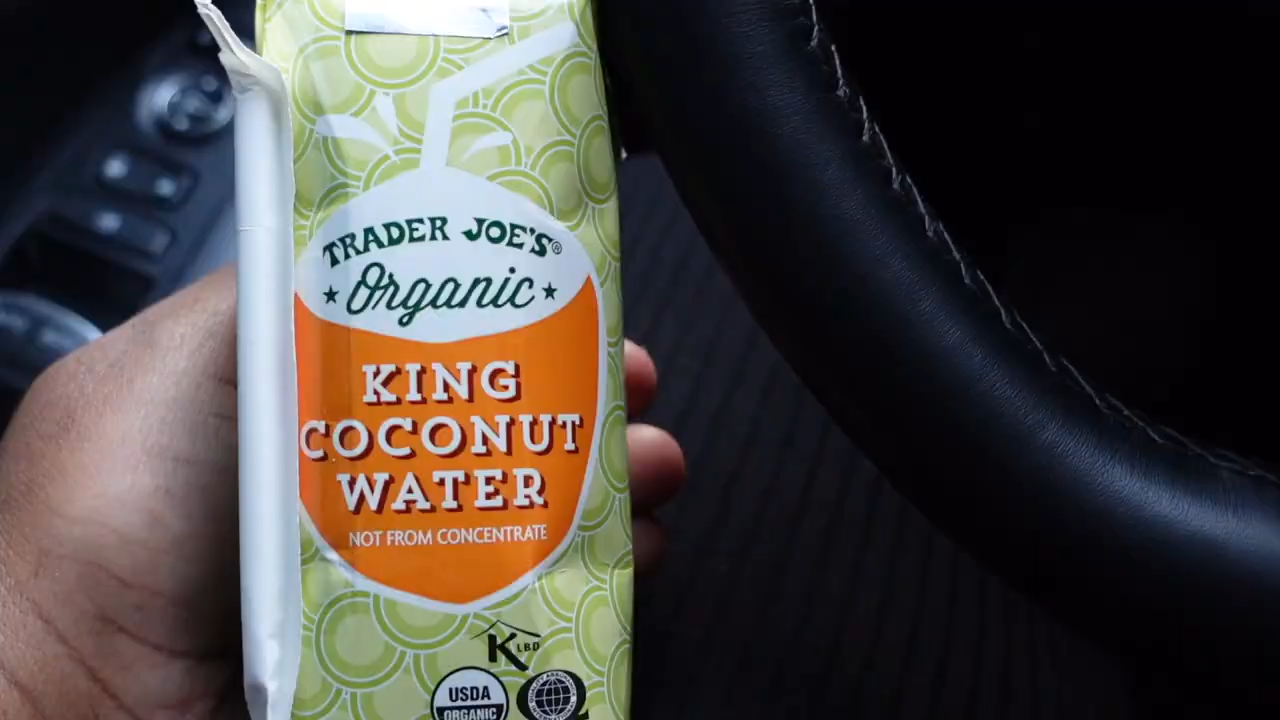 TRADER JOE'S®
★ Organic ★
KING
COCONUT
WATER
NOT FROM CONCENTRATE
K LBD
USDA
ORGANIC